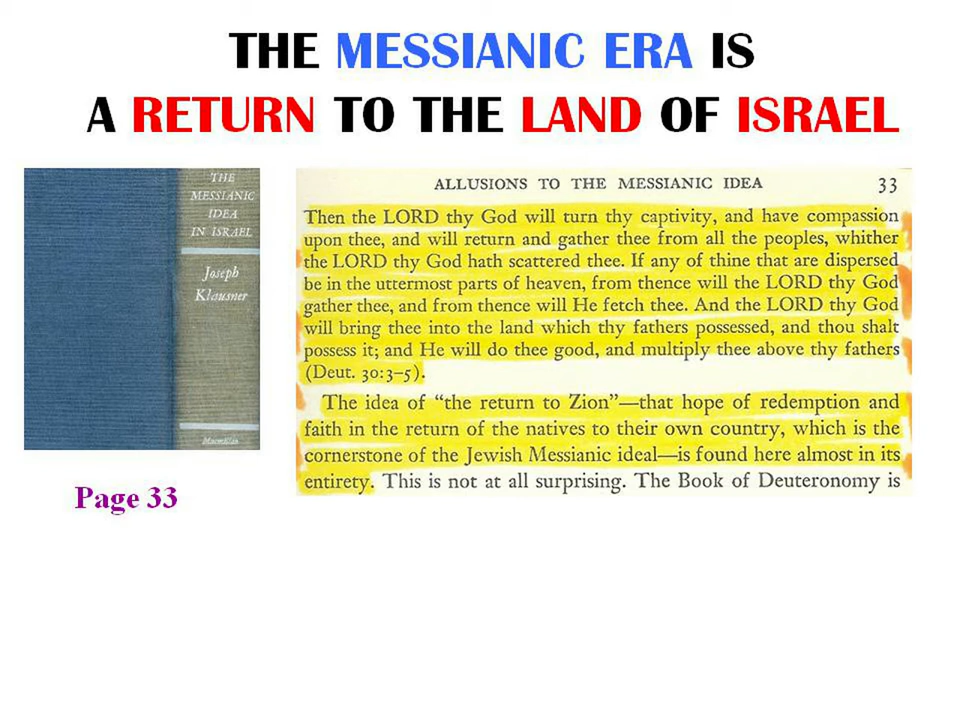 THE MESSIANIC ERA IS
A RETURN TO THE LAND OF ISRAEL
THE
MESSIANIC
IDEA
IN ISRAEL
Joseph
Klausner
Macmillan
Page 33
ALLUSIONS TO THE MESSIANIC IDEA 33
Then the LORD thy God will turn thy captivity, and have compassion
upon thee, and will return and gather thee from all the peoples, whither
the LORD thy God hath scattered thee. If any of thine that are dispersed
be in the uttermost parts of heaven, from thence will the LORD thy God
gather thee, and from thence will He fetch thee. And the LORD thy God
will bring thee into the land which thy fathers possessed, and thou shalt
possess it; and He will do thee good, and multiply thee above thy fathers
(Deut. 30:3–5).
The idea of “the return to Zion”—that hope of redemption and
faith in the return of the natives to their own country, which is the
cornerstone of the Jewish Messianic ideal—is found here almost in its
entirety. This is not at all surprising. The Book of Deuteronomy is